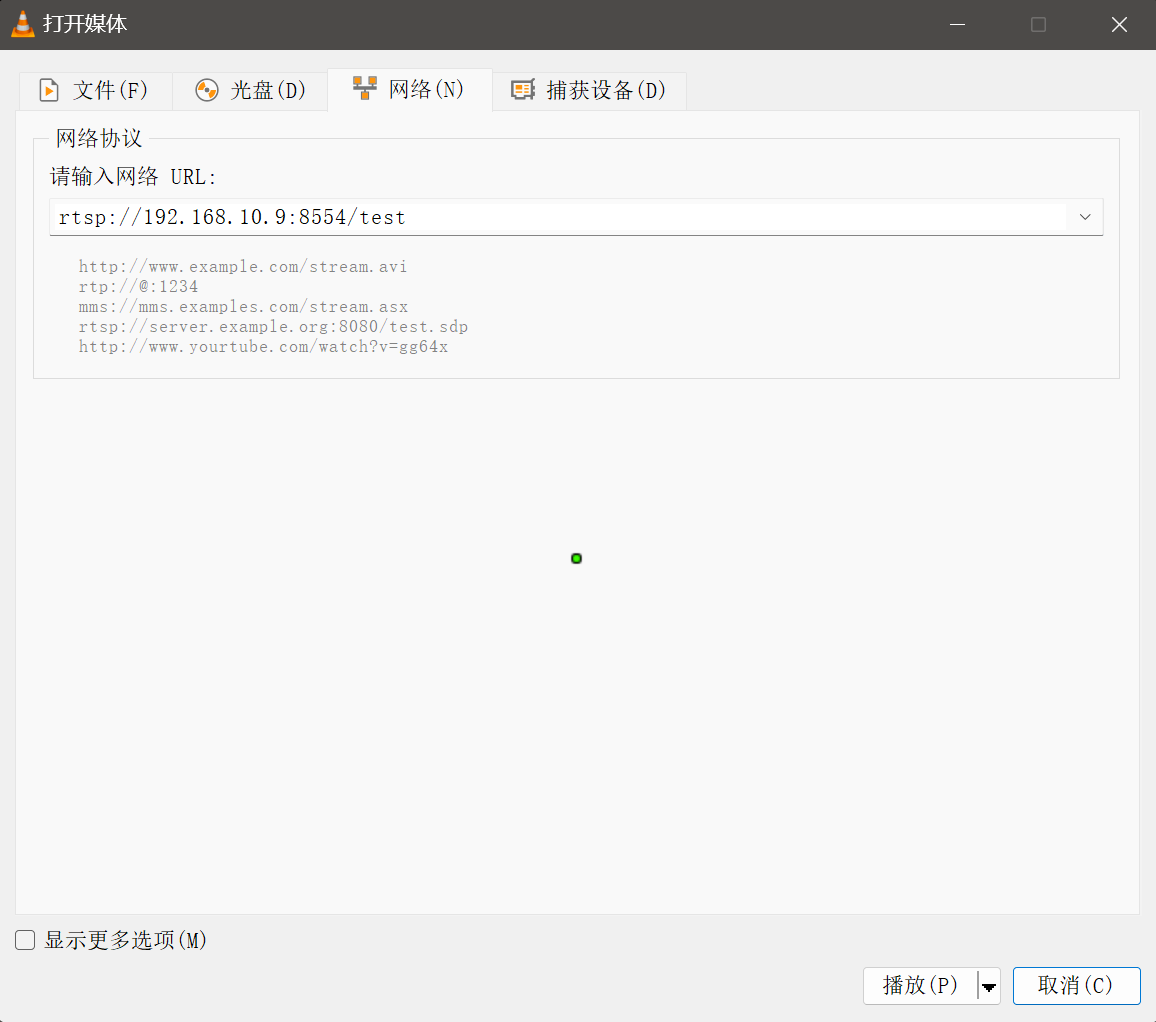 打开媒体
文件(F) 光盘(D) 网络(N) 捕获设备(D)
网络协议
请输入网络 URL:
rtsp://192.168.10.9:8554/test
http://www.example.com/stream.avi
rtp://@:1234
mms://mms.examples.com/stream.asx
rtsp://server.example.org:8080/test.sdp
http://www.yourtube.com/watch?v=gg64x
显示更多选项(M)
播放(P) 取消(C)